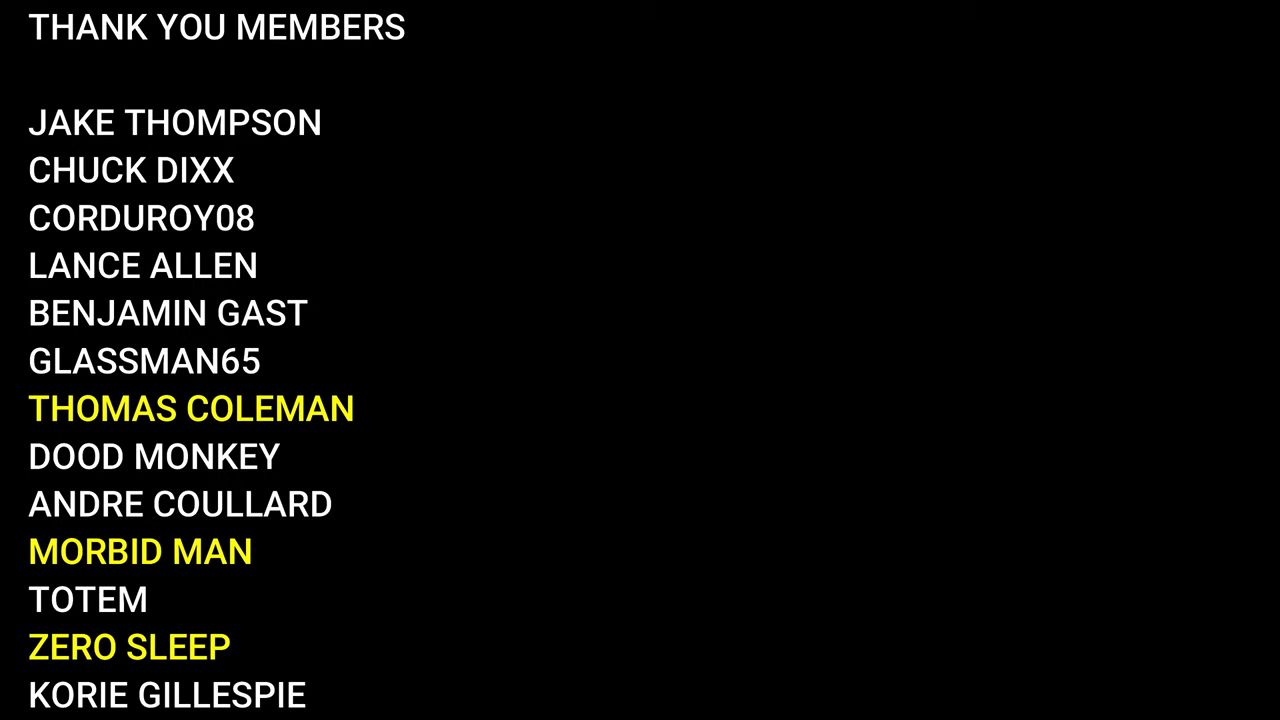 THANK YOU MEMBERS
JAKE THOMPSON
CHUCK DIXX
CORDUROY08
LANCE ALLEN
BENJAMIN GAST
GLASSMAN65
THOMAS COLEMAN
DOOD MONKEY
ANDRE COULLARD
MORBID MAN
TOTEM
ZERO SLEEP
KORIE GILLESPIE